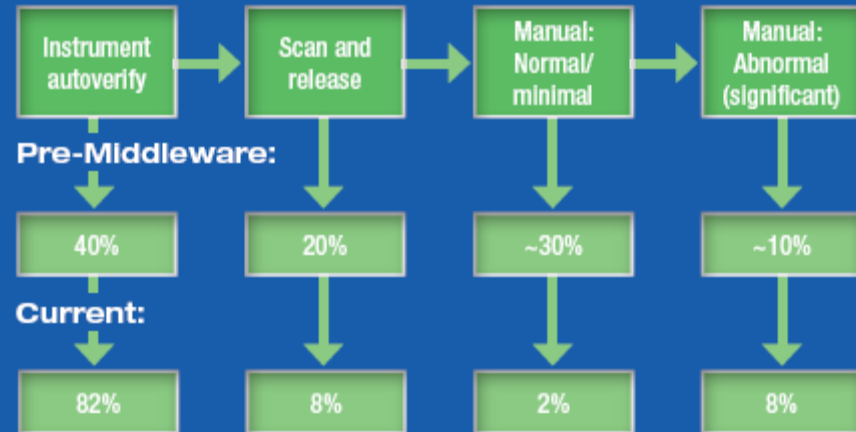 Instrument
autoverify
Scan and
release
Manual:
Normal/
minimal
Manual:
Abnormal
(significant)
Pre-Middleware:
40%
20%
~30%
~10%
Current:
82%
8%
2%
8%